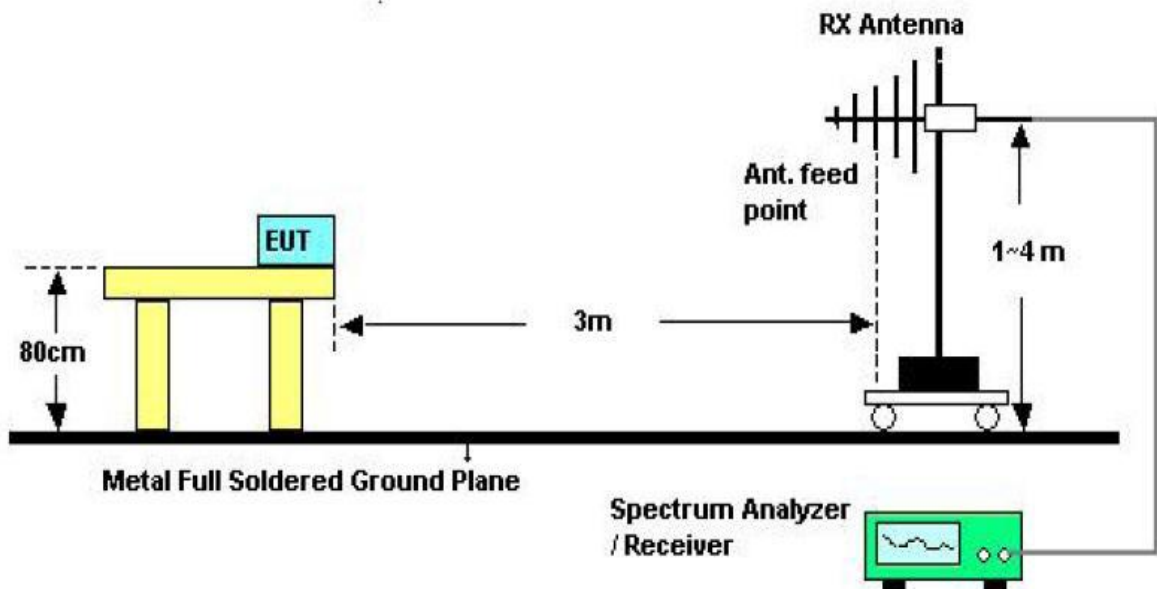 RX Antenna
Ant. feed
point
EUT
1~4 m
3m
80cm
Metal Full Soldered Ground Plane
Spectrum Analyzer
/ Receiver